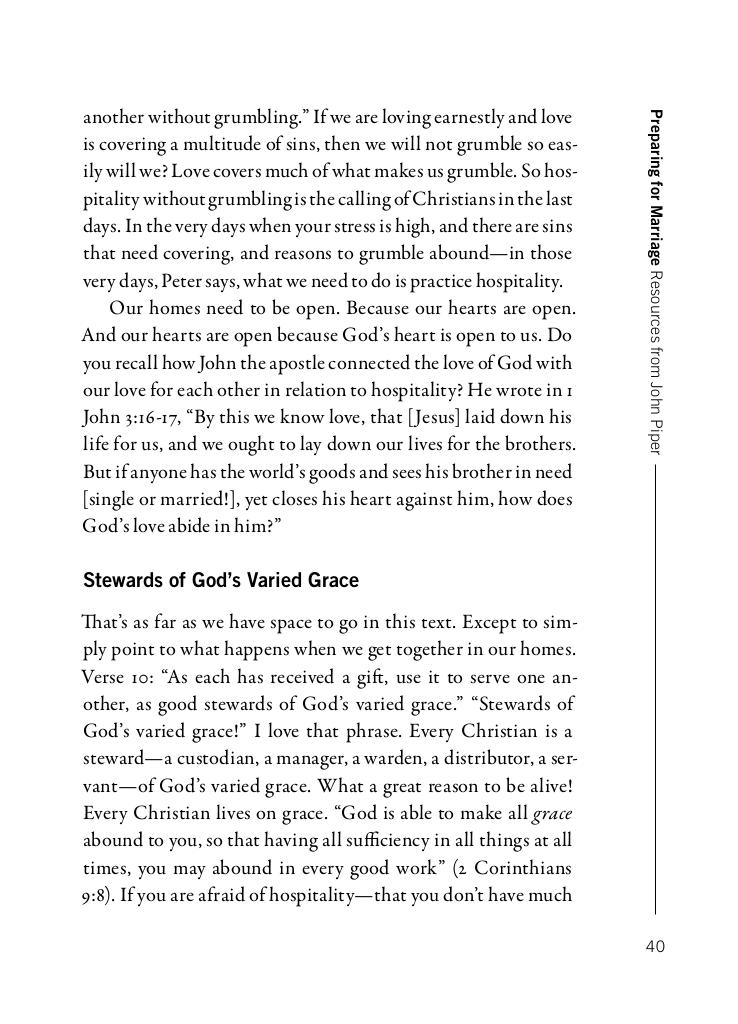 another without grumbling.” If we are loving earnestly and love
is covering a multitude of sins, then we will not grumble so eas-
ily will we? Love covers much of what makes us grumble. So hos-
pitality without grumbling is the calling of Christians in the last
days. In the very days when your stress is high, and there are sins
that need covering, and reasons to grumble abound—in those
very days, Peter says, what we need to do is practice hospitality.
Our homes need to be open. Because our hearts are open.
And our hearts are open because God’s heart is open to us. Do
you recall how John the apostle connected the love of God with
our love for each other in relation to hospitality? He wrote in 1
John 3:16-17, “By this we know love, that [Jesus] laid down his
life for us, and we ought to lay down our lives for the brothers.
But if anyone has the world’s goods and sees his brother in need
[single or married!], yet closes his heart against him, how does
God’s love abide in him?”
Stewards of God’s Varied Grace
That’s as far as we have space to go in this text. Except to sim-
ply point to what happens when we get together in our homes.
Verse 10: “As each has received a gift, use it to serve one an-
other, as good stewards of God’s varied grace.” “Stewards of
God’s varied grace!” I love that phrase. Every Christian is a
steward—a custodian, a manager, a warden, a distributor, a ser-
vant—of God’s varied grace. What a great reason to be alive!
Every Christian lives on grace. “God is able to make all grace
abound to you, so that having all sufficiency in all things at all
times, you may abound in every good work” (2 Corinthians
9:8). If you are afraid of hospitality—that you don’t have much
Preparing for Marriage Resources from John Piper
40